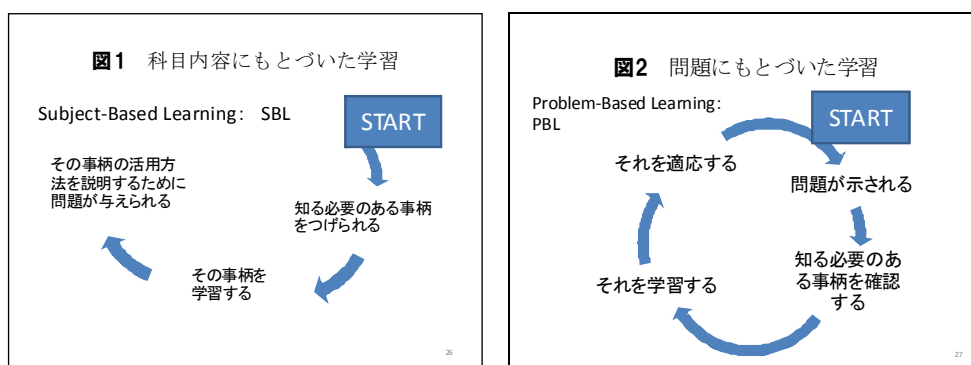 図1 科目内容にもとづいた学習
Subject-Based Learning: SBL
START
知る必要のある事柄
をつげられる
その事柄を
学習する
その事柄の活用方
法を説明するために
問題が与えられる
26
図2 問題にもとづいた学習
Problem-Based Learning:
PBL
START
問題が示される
知る必要のあ
る事柄を確認
する
それを学習する
それを適応する
27